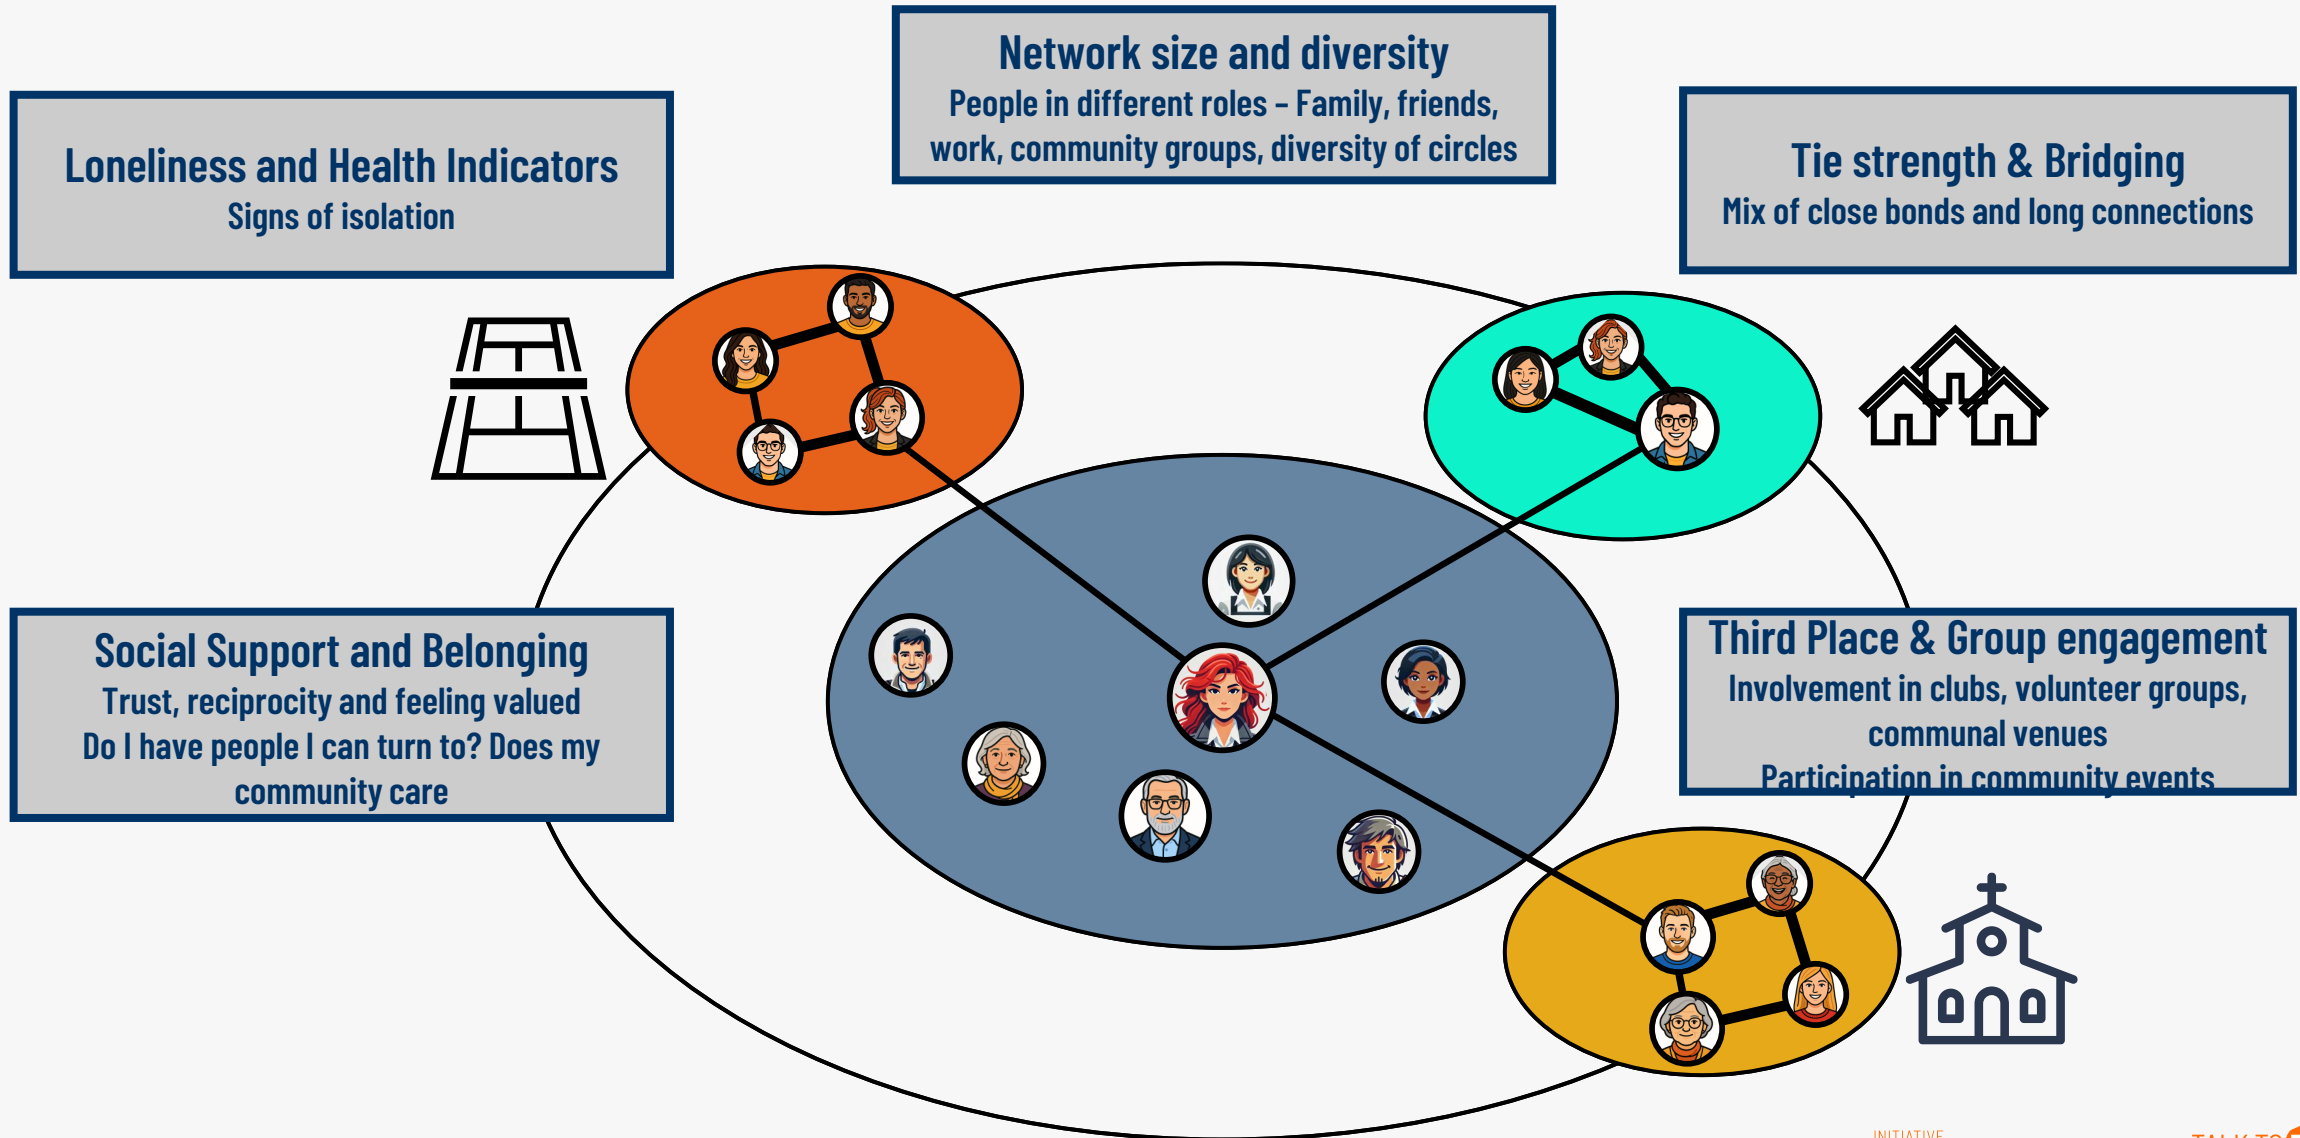 Network size and diversity
People in different roles – Family, friends,
work, community groups, diversity of circles
Loneliness and Health Indicators
Signs of isolation
Tie strength & Bridging
Mix of close bonds and long connections
Social Support and Belonging
Trust, reciprocity and feeling valued
Do I have people I can turn to? Does my
community care
Third Place & Group engagement
Involvement in clubs, volunteer groups,
communal venues
Participation in community events
INITIATIVE
TALK TO